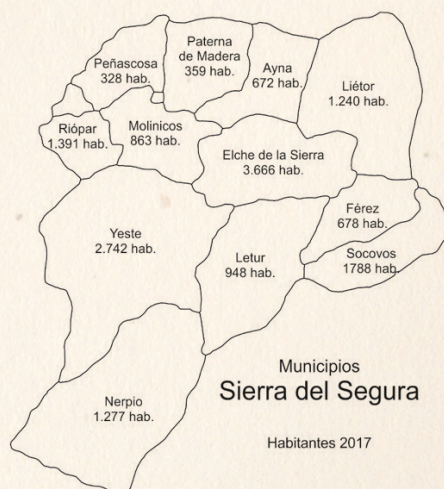 Paterna
de Madera
359 hab.
Peñascosa
328 hab.
Ayna
672 hab.
Liétor
1.240 hab.
Riópar
1.391 hab.
Molinicos
863 hab.
Elche de la Sierra
3.666 hab.
Férez
678 hab.
Yeste
2.742 hab.
Letur
948 hab.
Socovos
1788 hab.
Nerpio
1.277 hab.
Municipios
Sierra del Segura
Habitantes 2017